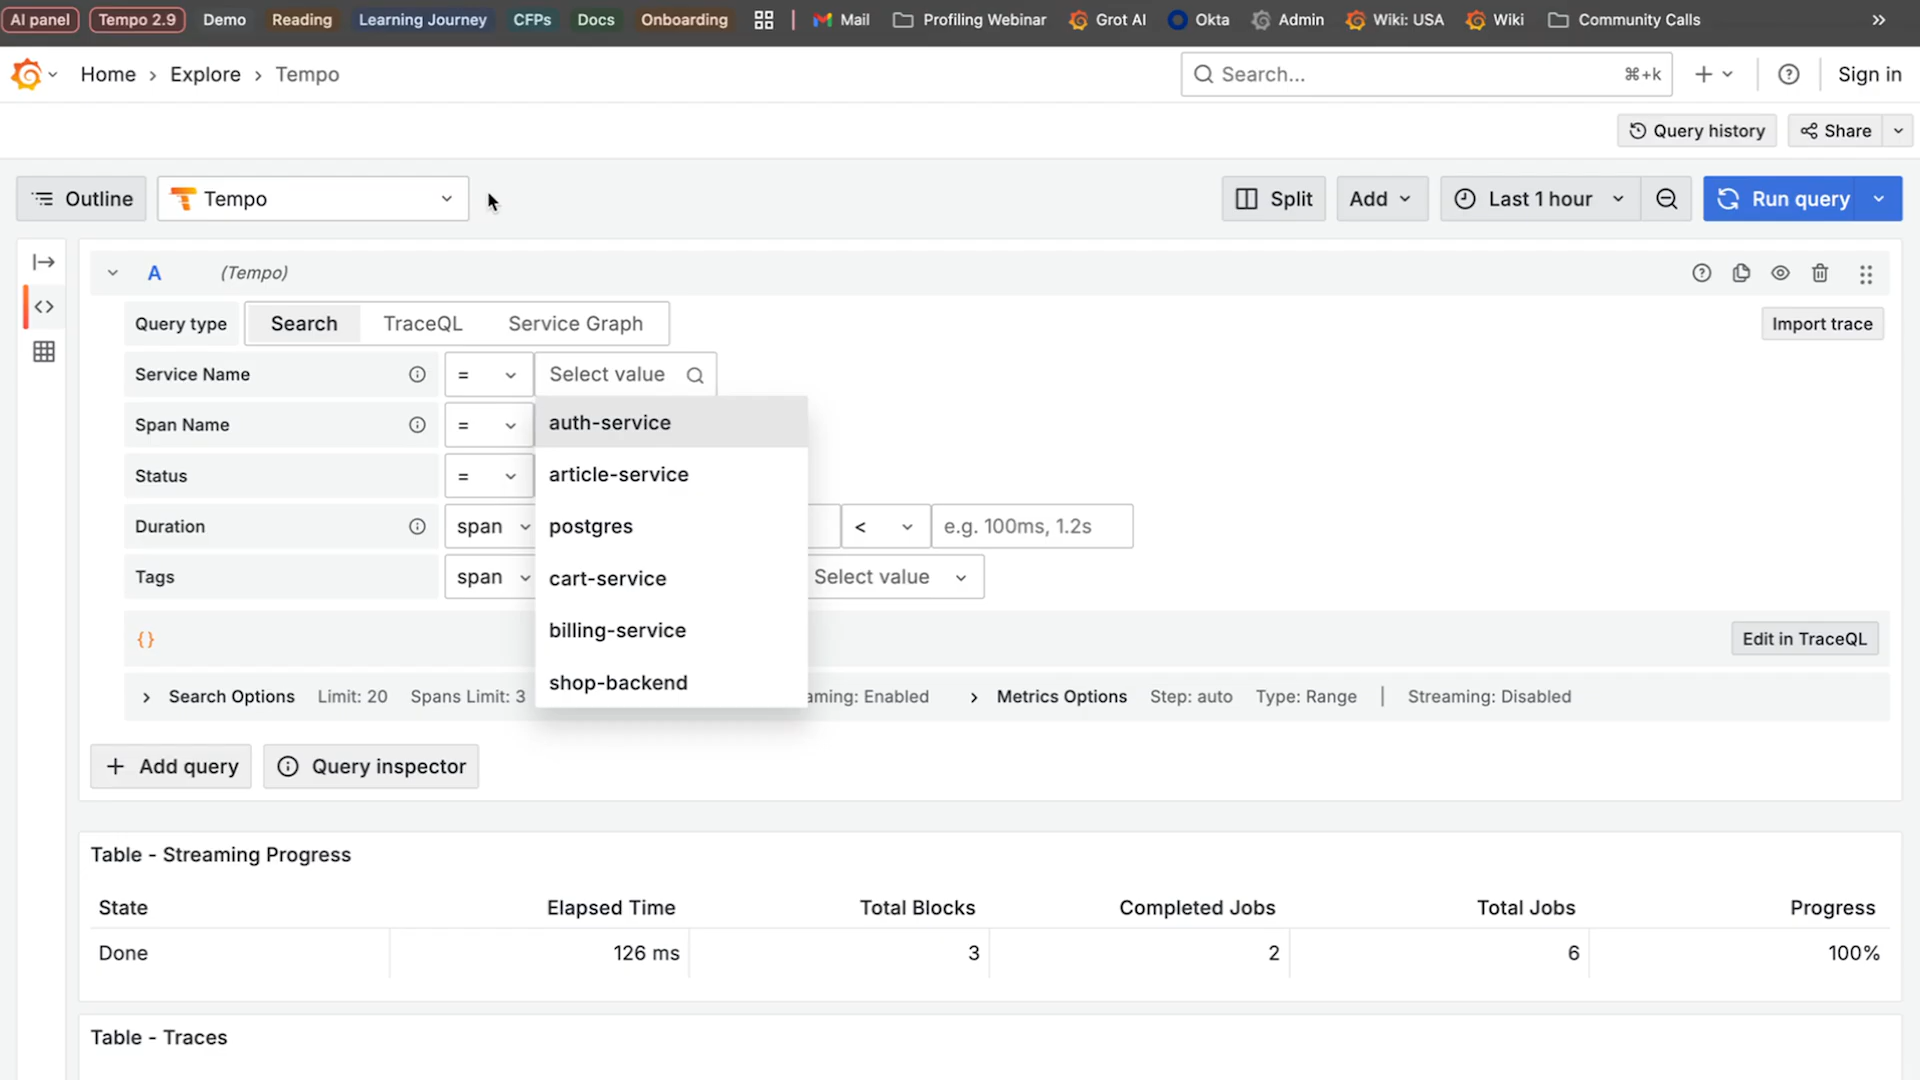 AI panel Tempo 2.9 Demo Reading Learning Journey CFPs Docs Onboarding Mail Profiling Webinar Grot AI Okta Admin Wiki: USA Wiki Community Calls »
Home › Explore › Tempo Search... ⌘+k Sign in
Query history Share
Outline Tempo Split Add Last 1 hour Run query
A (Tempo)
Query type Search TraceQL Service Graph Import trace
Service Name = Select value
auth-service
Span Name =
article-service
Status =
postgres
Duration span < e.g. 100ms, 1.2s
cart-service
Tags span Select value
billing-service
{} Edit in TraceQL
shop-backend
Search Options Limit: 20 Spans Limit: 3 aming: Enabled Metrics Options Step: auto Type: Range | Streaming: Disabled
+ Add query Query inspector
Table - Streaming Progress
State Elapsed Time Total Blocks Completed Jobs Total Jobs Progress
Done 126 ms 3 2 6 100%
Table - Traces